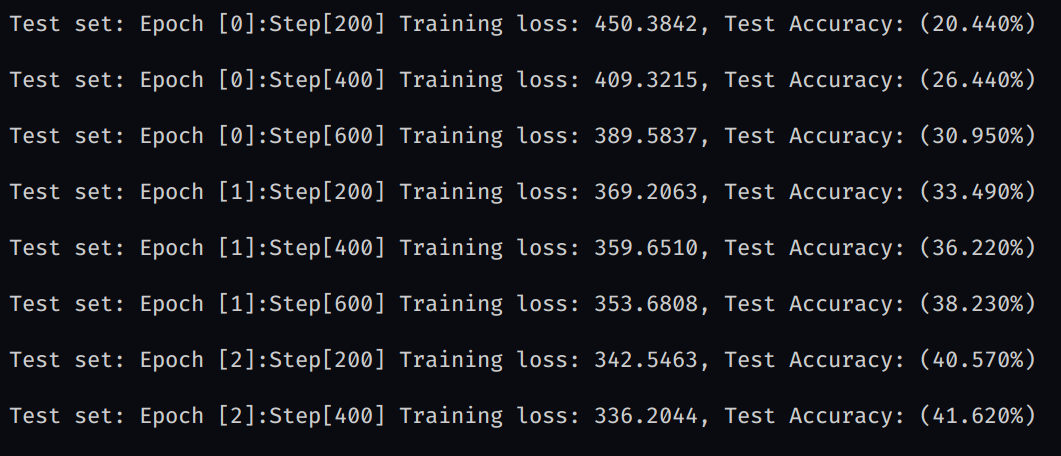 Test set: Epoch [0]:Step[200] Training loss: 450.3842, Test Accuracy: (20.440%)
Test set: Epoch [0]:Step[400] Training loss: 409.3215, Test Accuracy: (26.440%)
Test set: Epoch [0]:Step[600] Training loss: 389.5837, Test Accuracy: (30.950%)
Test set: Epoch [1]:Step[200] Training loss: 369.2063, Test Accuracy: (33.490%)
Test set: Epoch [1]:Step[400] Training loss: 359.6510, Test Accuracy: (36.220%)
Test set: Epoch [1]:Step[600] Training loss: 353.6808, Test Accuracy: (38.230%)
Test set: Epoch [2]:Step[200] Training loss: 342.5463, Test Accuracy: (40.570%)
Test set: Epoch [2]:Step[400] Training loss: 336.2044, Test Accuracy: (41.620%)